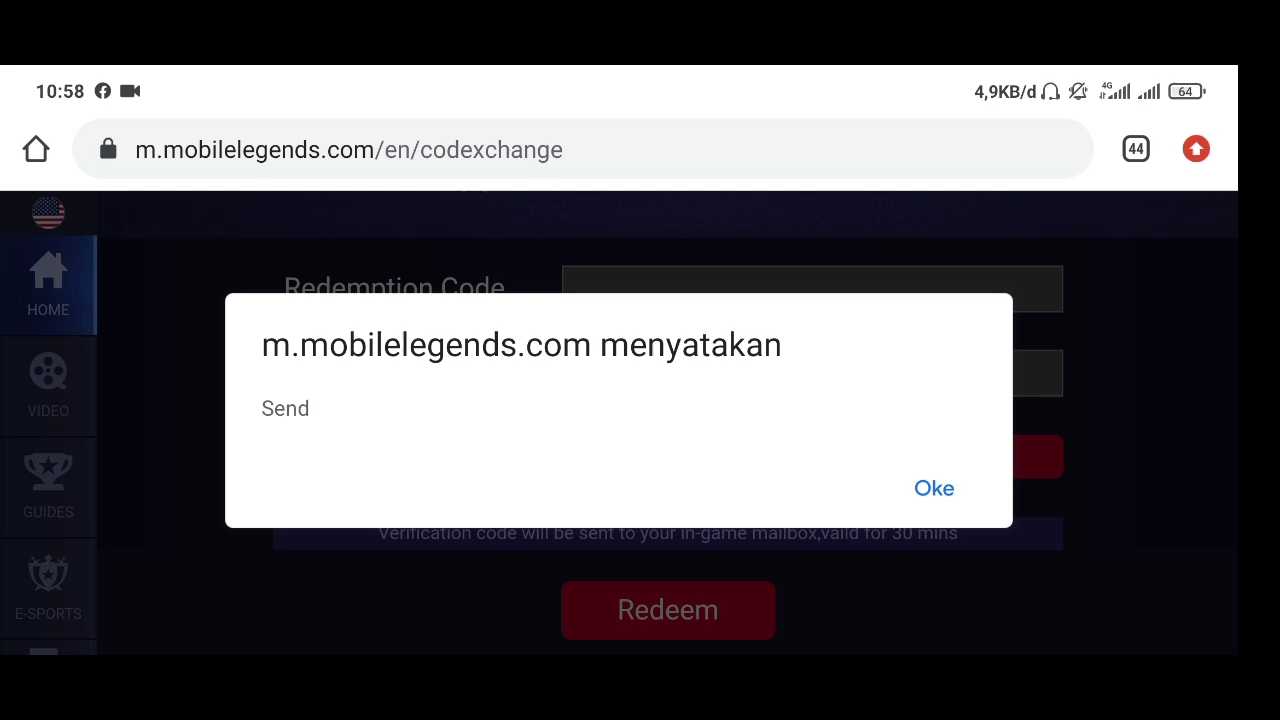 10:58
4,9KB/d 4G 64
m.mobilelegends.com/en/codexchange
44
HOME
VIDEO
GUIDES
E-SPORTS
Redemption Code
m.mobilelegends.com menyatakan
Send
Oke
Verification code will be sent to your in-game mailbox,valid for 30 mins
Redeem